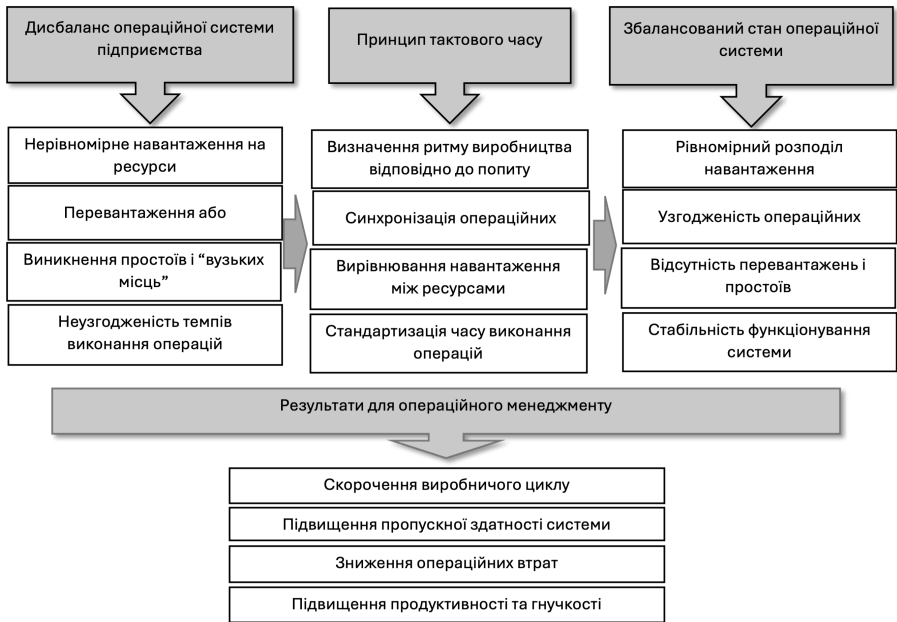 Дисбаланс операційної системи
підприємства
Принцип тактового часу
Збалансований стан операційної
системи
Нерівномірне навантаження на
ресурси
Перевантаження або
Виникнення простоїв і “вузьких
місць”
Неузгодженість темпів
виконання операцій
Визначення ритму виробництва
відповідно до попиту
Синхронізація операційних
Вирівнювання навантаження
між ресурсами
Стандартизація часу виконання
операцій
Рівномірний розподіл
навантаження
Узгодженість операційних
Відсутність перевантажень і
простоїв
Стабільність функціонування
системи
Результати для операційного менеджменту
Скорочення виробничого циклу
Підвищення пропускної здатності системи
Зниження операційних втрат
Підвищення продуктивності та гнучкості